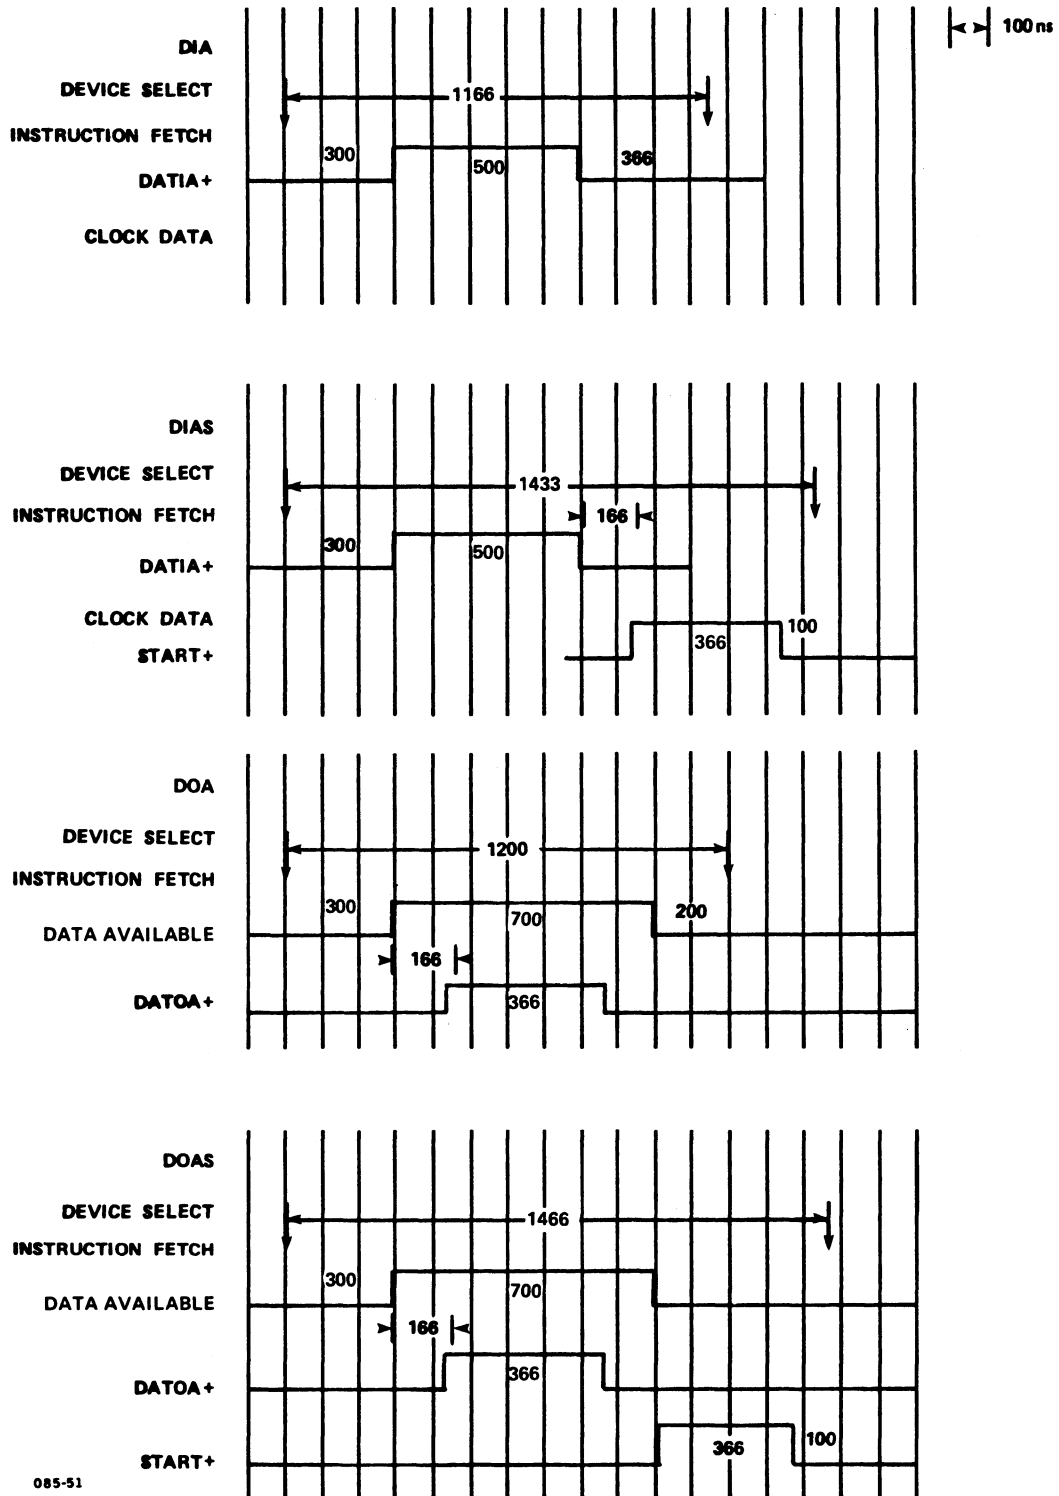 100 ns
DIA
DEVICE SELECT
1166
INSTRUCTION FETCH
300
500
366
DATIA+
CLOCK DATA
DIAS
DEVICE SELECT
1433
INSTRUCTION FETCH
166
300
500
DATIA+
CLOCK DATA
100
366
START+
DOA
DEVICE SELECT
1200
INSTRUCTION FETCH
300
700
200
DATA AVAILABLE
166
DATOA+
366
DOAS
DEVICE SELECT
1466
INSTRUCTION FETCH
300
700
DATA AVAILABLE
166
366
DATOA+
366
100
START+
085-51